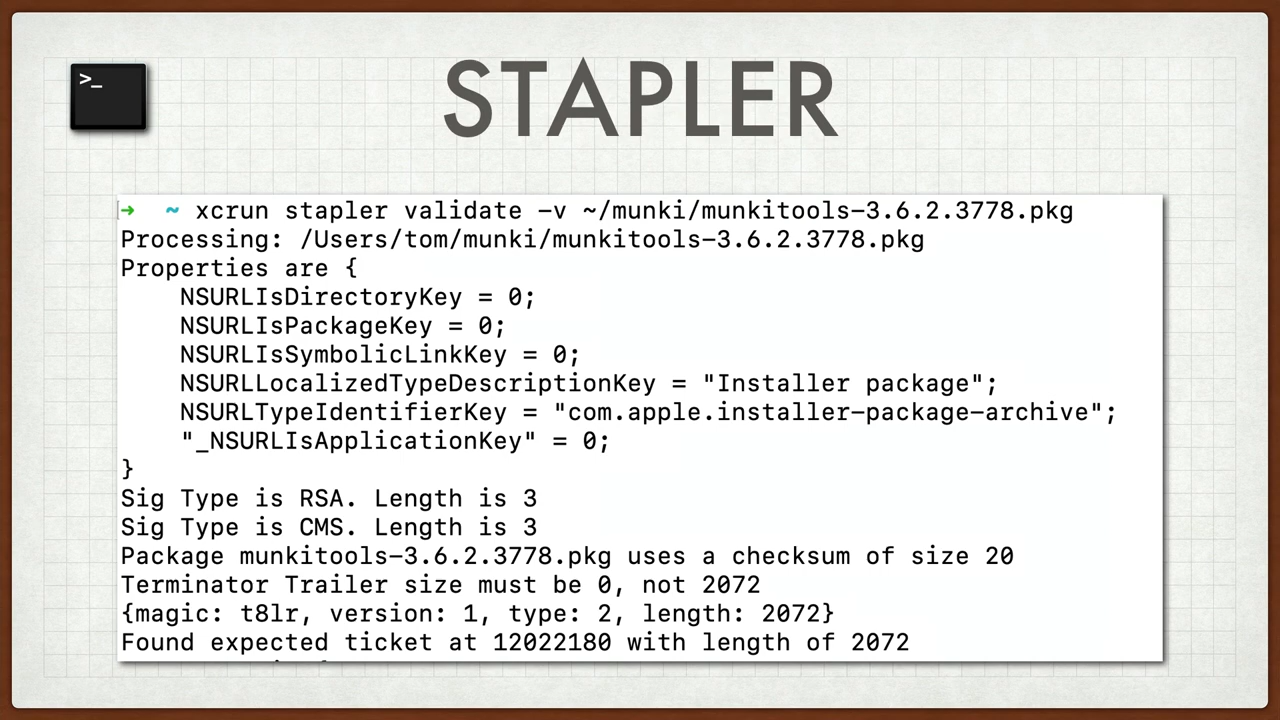 >_
STAPLER
➜ ~ xcrun stapler validate -v ~/munki/munkitools-3.6.2.3778.pkg
Processing: /Users/tom/munki/munkitools-3.6.2.3778.pkg
Properties are {
    NSURLIsDirectoryKey = 0;
    NSURLIsPackageKey = 0;
    NSURLIsSymbolicLinkKey = 0;
    NSURLLocalizedTypeDescriptionKey = "Installer package";
    NSURLTypeIdentifierKey = "com.apple.installer-package-archive";
    "_NSURLIsApplicationKey" = 0;
}
Sig Type is RSA. Length is 3
Sig Type is CMS. Length is 3
Package munkitools-3.6.2.3778.pkg uses a checksum of size 20
Terminator Trailer size must be 0, not 2072
{magic: t8lr, version: 1, type: 2, length: 2072}
Found expected ticket at 12022180 with length of 2072